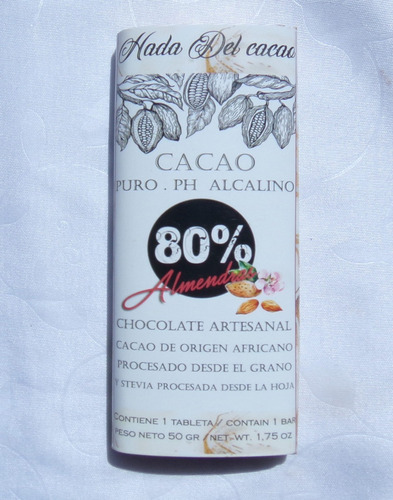 Hada Del cacao
CACAO
PURO . PH ALCALINO
80%
Almendras
CHOCOLATE ARTESANAL
CACAO DE ORIGEN AFRICANO
PROCESADO DESDE EL GRANO
Y STEVIA PROCESADA DESDE LA HOJA
CONTIENE 1 TABLETA / CONTAIN 1 BAR
PESO NETO 50 GR / NET. WT. 1,75 OZ